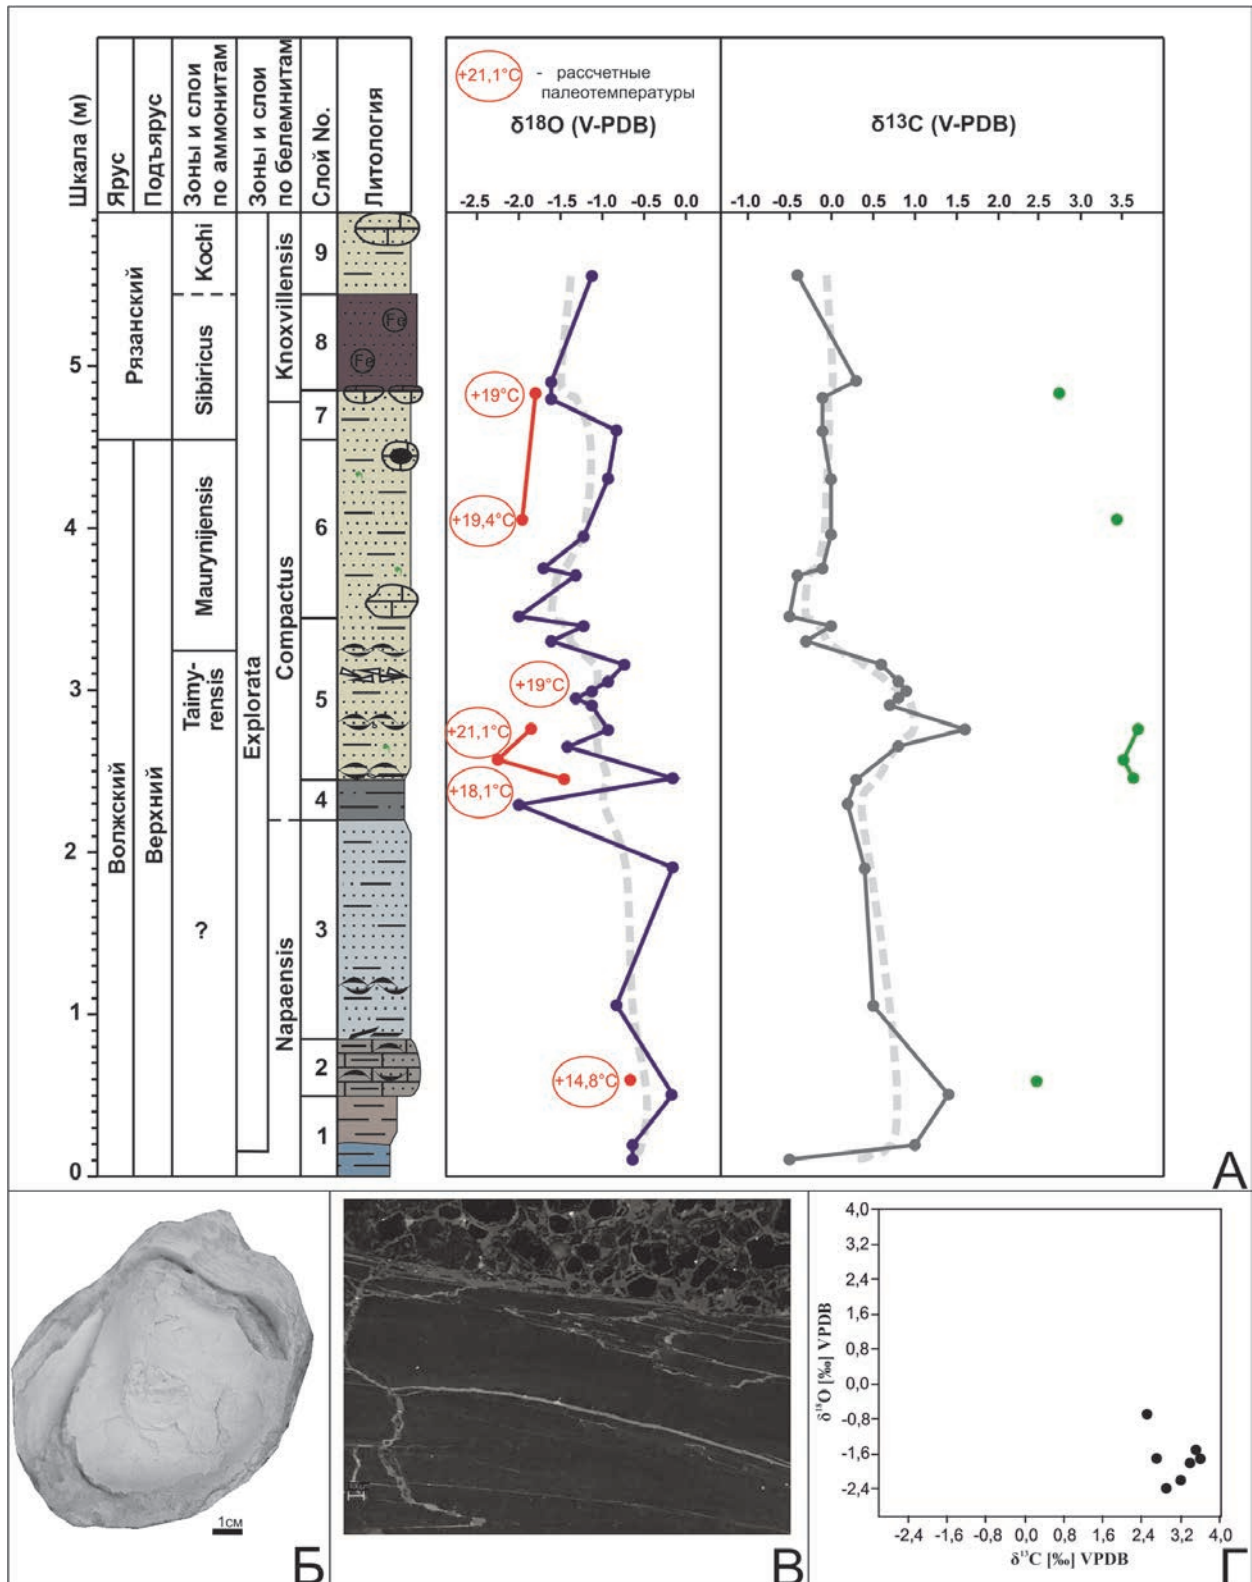 Шкала (м)
Ярус
Подъярус
Зоны и слои
по аммонитам
Зоны и слои
по белемнитам
Слой No.
Литология
+21,1°C - рассчетные
палеотемпературы
δ18O (V-PDB)
δ13C (V-PDB)
-2.5 -2.0 -1.5 -1.0 -0.5 0.0
-1.0 -0.5 0.0 0.5 1.0 1.5 2.0 2.5 3.0 3.5
5
4
3
2
1
0
Рязанский
Волжский
Верхний
Kochi
Sibiricus
Maurynijensis
Taimy-
rensis
?
Explorata
Knoxvillensis
Compactus
Napaensis
9
8
7
6
5
4
3
2
1
Fe
Fe
+19°C
+19,4°C
+19°C
+21,1°C
+18,1°C
+14,8°C
А
1см
Б
В
4,0
3,2
2,4
1,6
0,8
0,0
-0,8
-1,6
-2,4
δ18O [‰] VPDB
-2,4 -1,6 -0,8 0,0 0,8 1,6 2,4 3,2 4,0
δ13C [‰] VPDB
Г